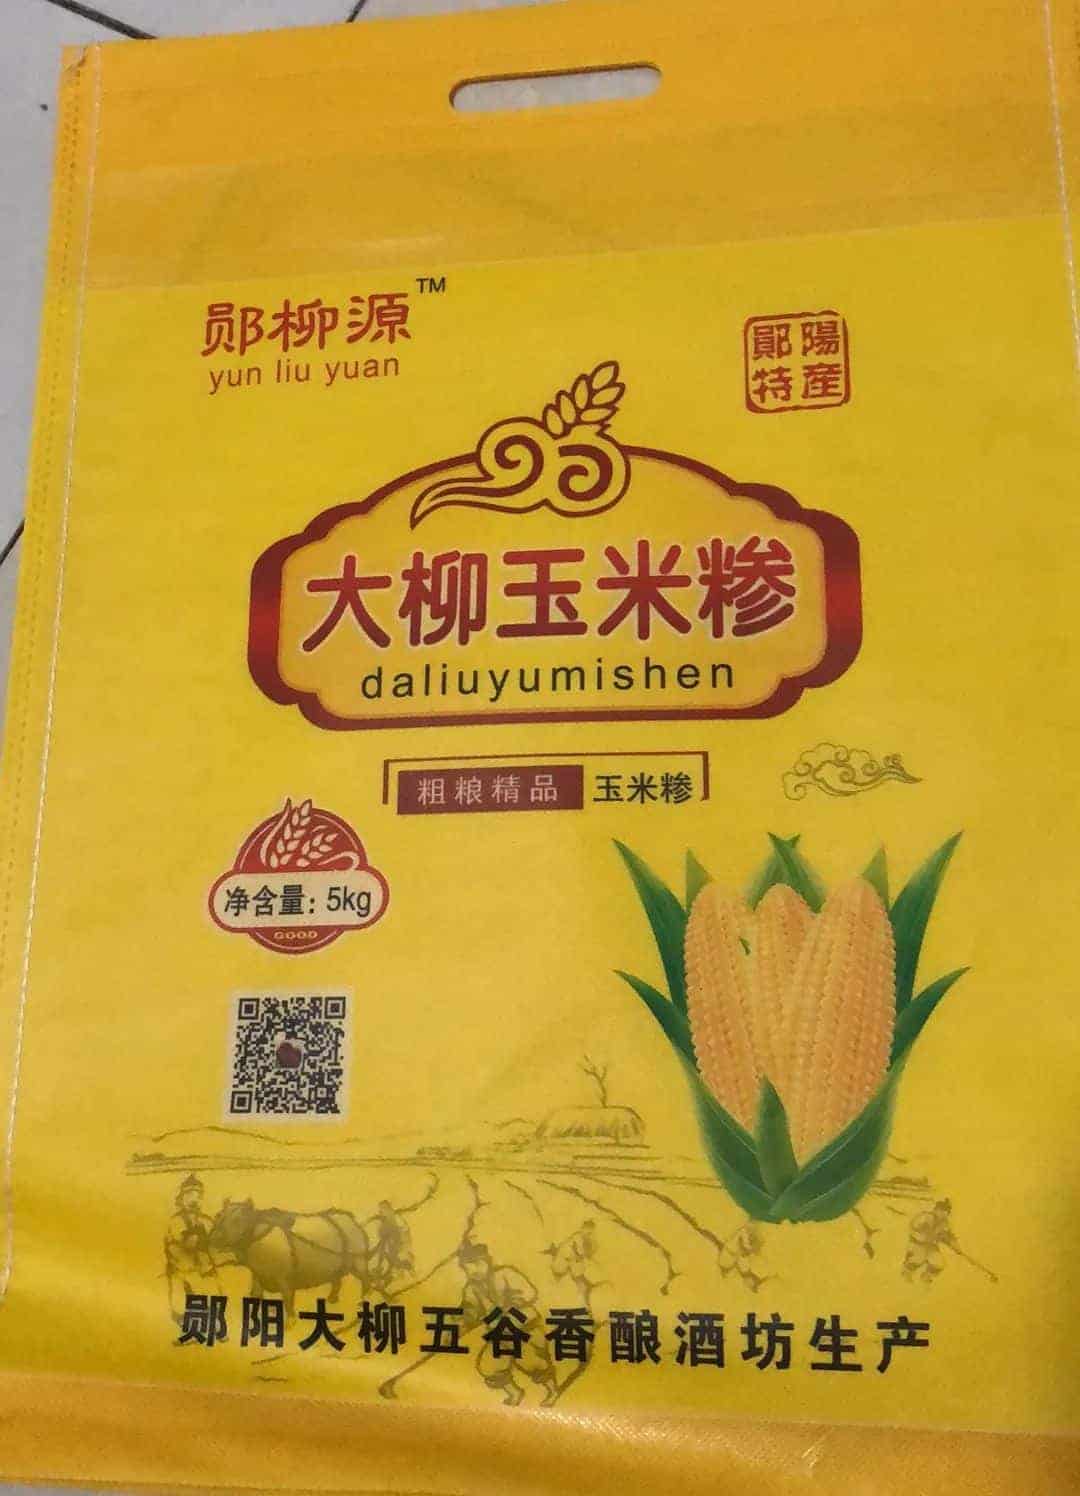 郧柳源™
yun liu yuan
鄖陽
特産
大柳玉米糁
daliuyumishen
粗粮精品 玉米糁
净含量：5kg
GOOD
郧阳大柳五谷香酿酒坊生产